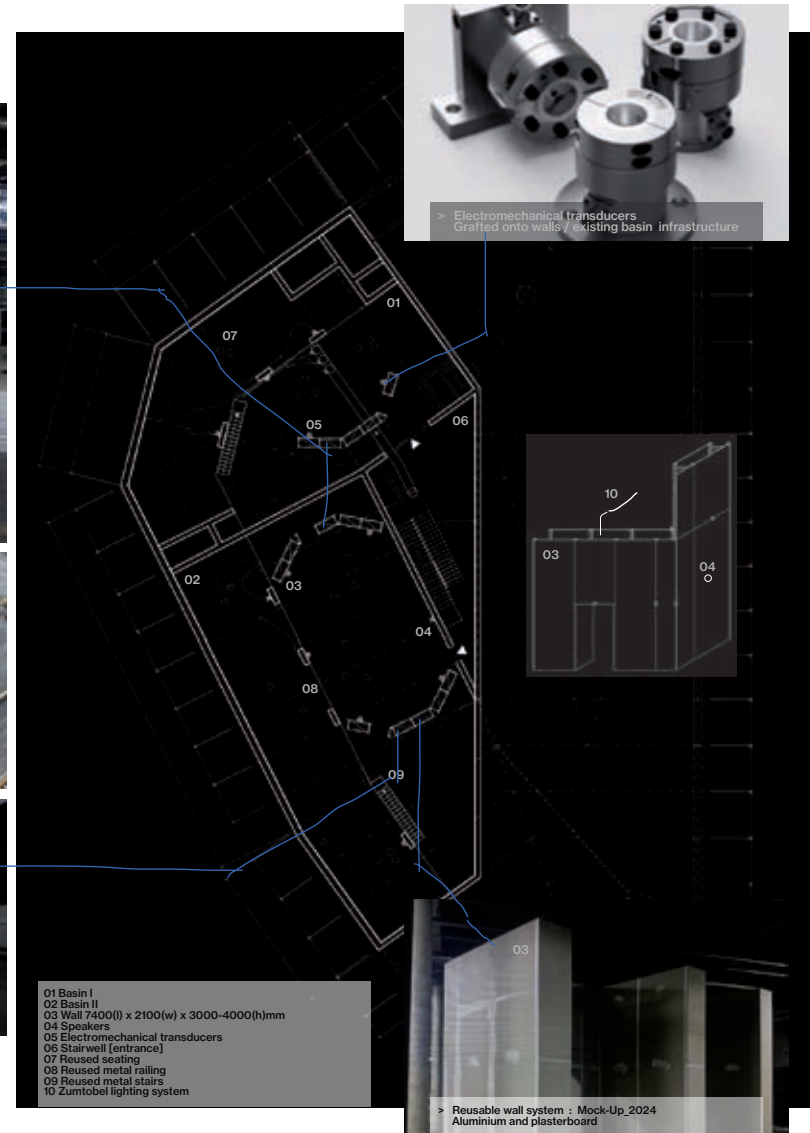 > Electromechanical transducers
Grafted onto walls / existing basin infrastructure
01
07
05
06
10
03
04
02
03
04
08
09
03
01 Basin I
02 Basin II
03 Wall 7400(l) x 2100(w) x 3000-4000(h)mm
04 Speakers
05 Electromechanical transducers
06 Stairwell [entrance]
07 Reused seating
08 Reused metal railing
09 Reused metal stairs
10 Zumtobel lighting system
> Reusable wall system : Mock-Up_2024
Aluminium and plasterboard